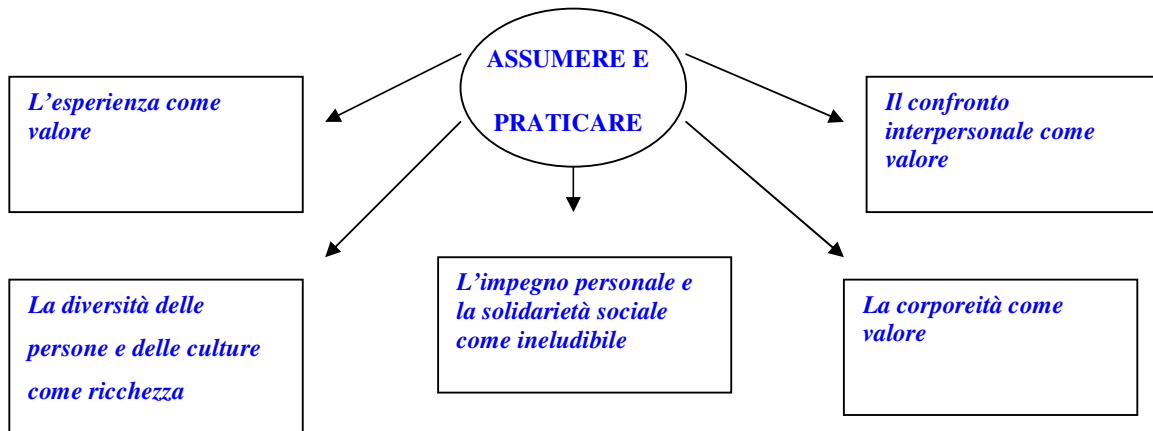 ASSUMERE E
PRATICARE
L’esperienza come
valore
Il confronto
interpersonale come
valore
La diversità delle
persone e delle culture
come ricchezza
L’impegno personale e
la solidarietà sociale
come ineludibile
La corporeità come
valore